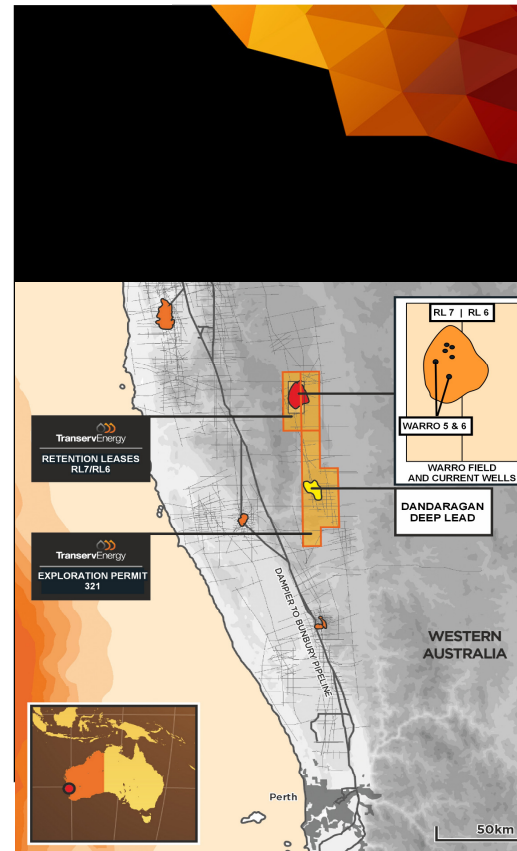 RL 7 | RL 6
WARRO 5 & 6
WARRO FIELD
AND CURRENT WELLS
TranservEnergy
RETENTION LEASES
RL7/RL6
DANDARAGAN
DEEP LEAD
TranservEnergy
EXPLORATION PERMIT
321
DAMPIER TO BUNBURY PIPELINE
WESTERN
AUSTRALIA
Perth
50km